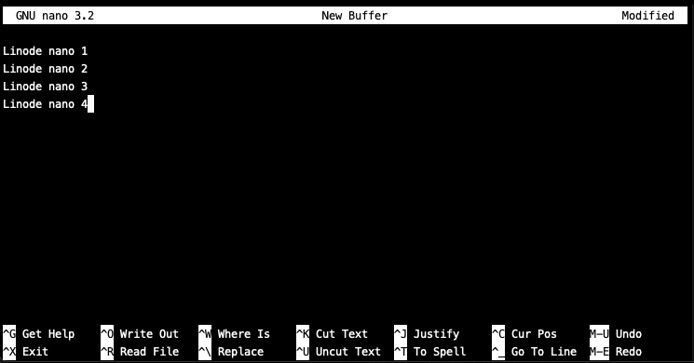 GNU nano 3.2 New Buffer Modified
Linode nano 1
Linode nano 2
Linode nano 3
Linode nano 4
^G Get Help ^O Write Out ^W Where Is ^K Cut Text ^J Justify ^C Cur Pos M-U Undo
^X Exit ^R Read File ^\ Replace ^U Uncut Text ^T To Spell ^_ Go To Line M-E Redo